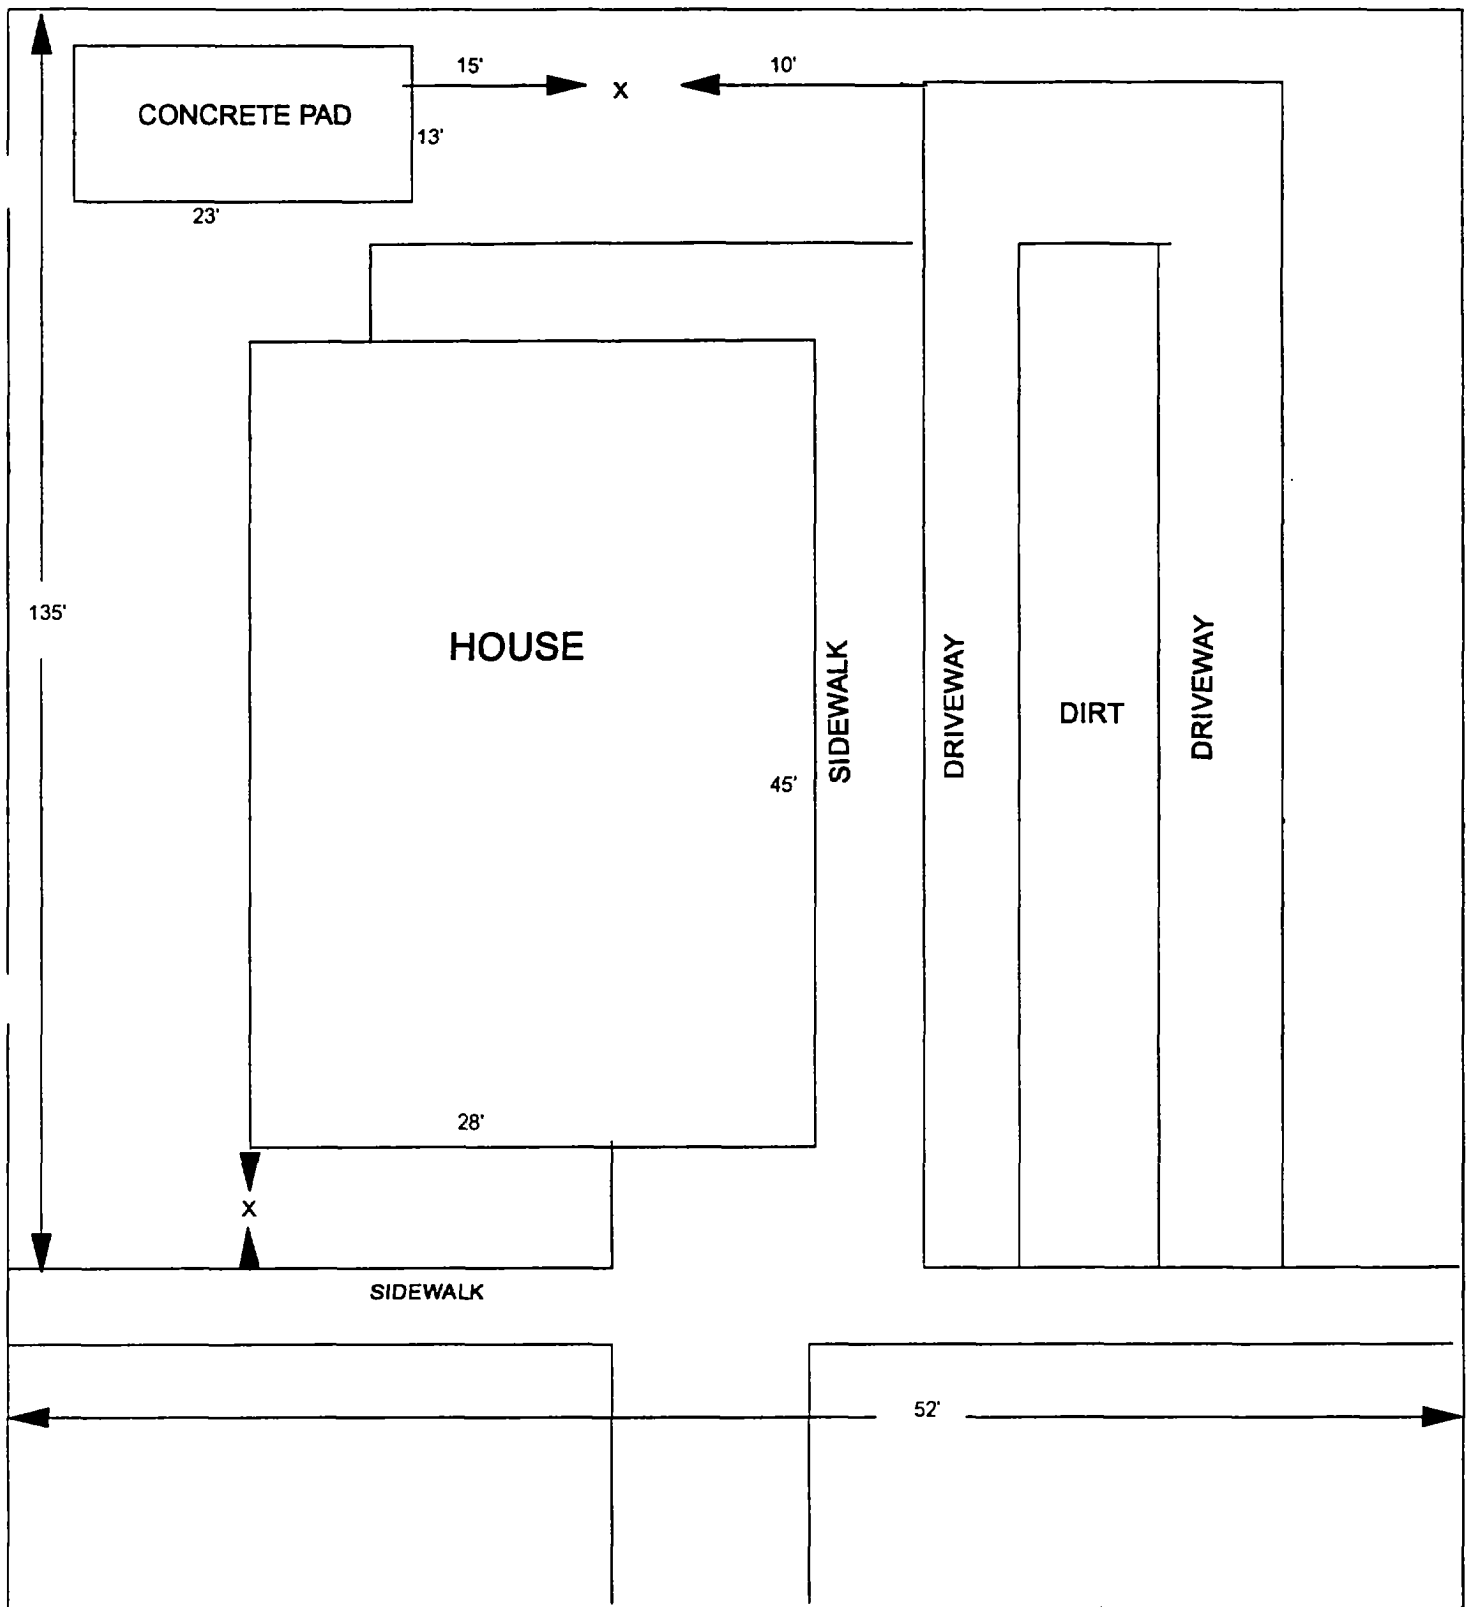 15'
X
10'
CONCRETE PAD
13'
23'
135'
HOUSE
SIDEWALK
DRIVEWAY
DIRT
DRIVEWAY
45'
28'
X
SIDEWALK
52'